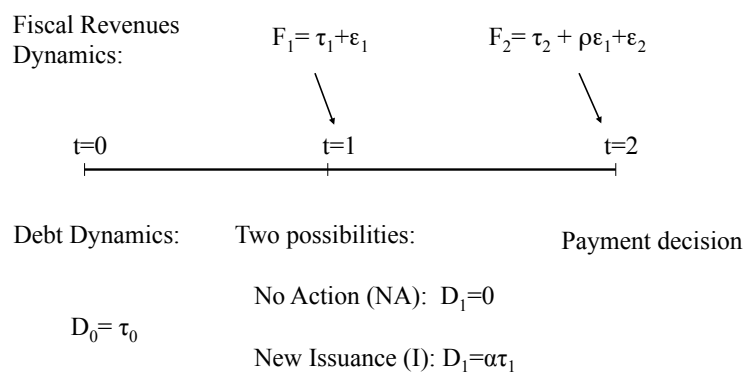 Fiscal Revenues
Dynamics:
F₁= τ₁+ε₁
F₂= τ₂ + ρε₁+ε₂
t=0
t=1
t=2
Debt Dynamics:
Two possibilities:
Payment decision
No Action (NA): D₁=0
D₀= τ₀
New Issuance (I): D₁=ατ₁